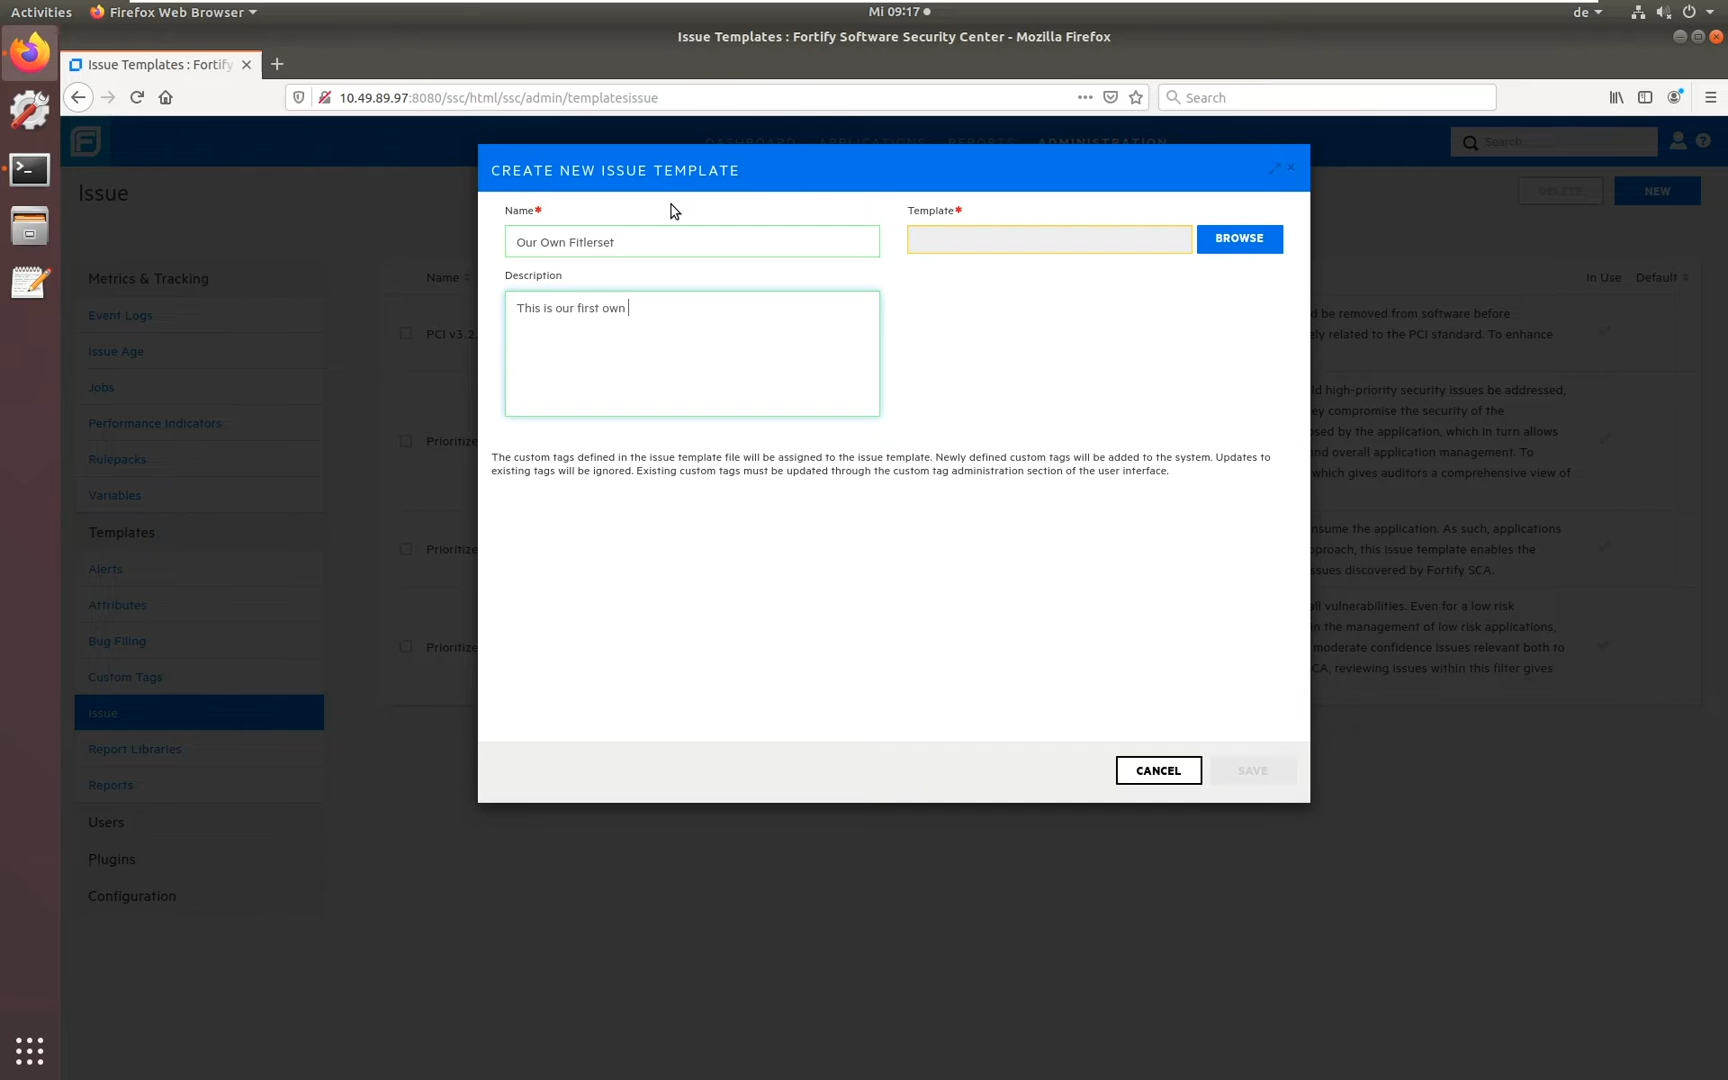 Activities
Firefox Web Browser
Mi 09:17
de
Issue Templates : Fortify Software Security Center - Mozilla Firefox
Issue Templates : Fortify
10.49.89.97:8080/ssc/html/ssc/admin/templatesissue
Search
DASHBOARD APPLICATIONS REPORTS ADMINISTRATION
Search
Issue
DELETE
NEW
CREATE NEW ISSUE TEMPLATE
Name*
Our Own Fitlerset
Template*
BROWSE
Description
This is our first own
The custom tags defined in the issue template file will be assigned to the issue template. Newly defined custom tags will be added to the system. Updates to
existing tags will be ignored. Existing custom tags must be updated through the custom tag administration section of the user interface.
CANCEL
SAVE
Metrics & Tracking
Event Logs
Issue Age
Jobs
Performance Indicators
Rulepacks
Variables
Templates
Alerts
Attributes
Bug Filing
Custom Tags
Issue
Report Libraries
Reports
Users
Plugins
Configuration
Name
In Use
Default
PCI v3.2.
d be removed from software before
ely related to the PCI standard. To enhance
Prioritize
ld high-priority security issues be addressed,
ey compromise the security of the
osed by the application, which in turn allows
and overall application management. To
which gives auditors a comprehensive view of
Prioritize
nsume the application. As such, applications
proach, this issue template enables the
ssues discovered by Fortify SCA.
Prioritize
all vulnerabilities. Even for a low risk
in the management of low risk applications,
moderate confidence issues relevant both to
CA, reviewing issues within this filter gives